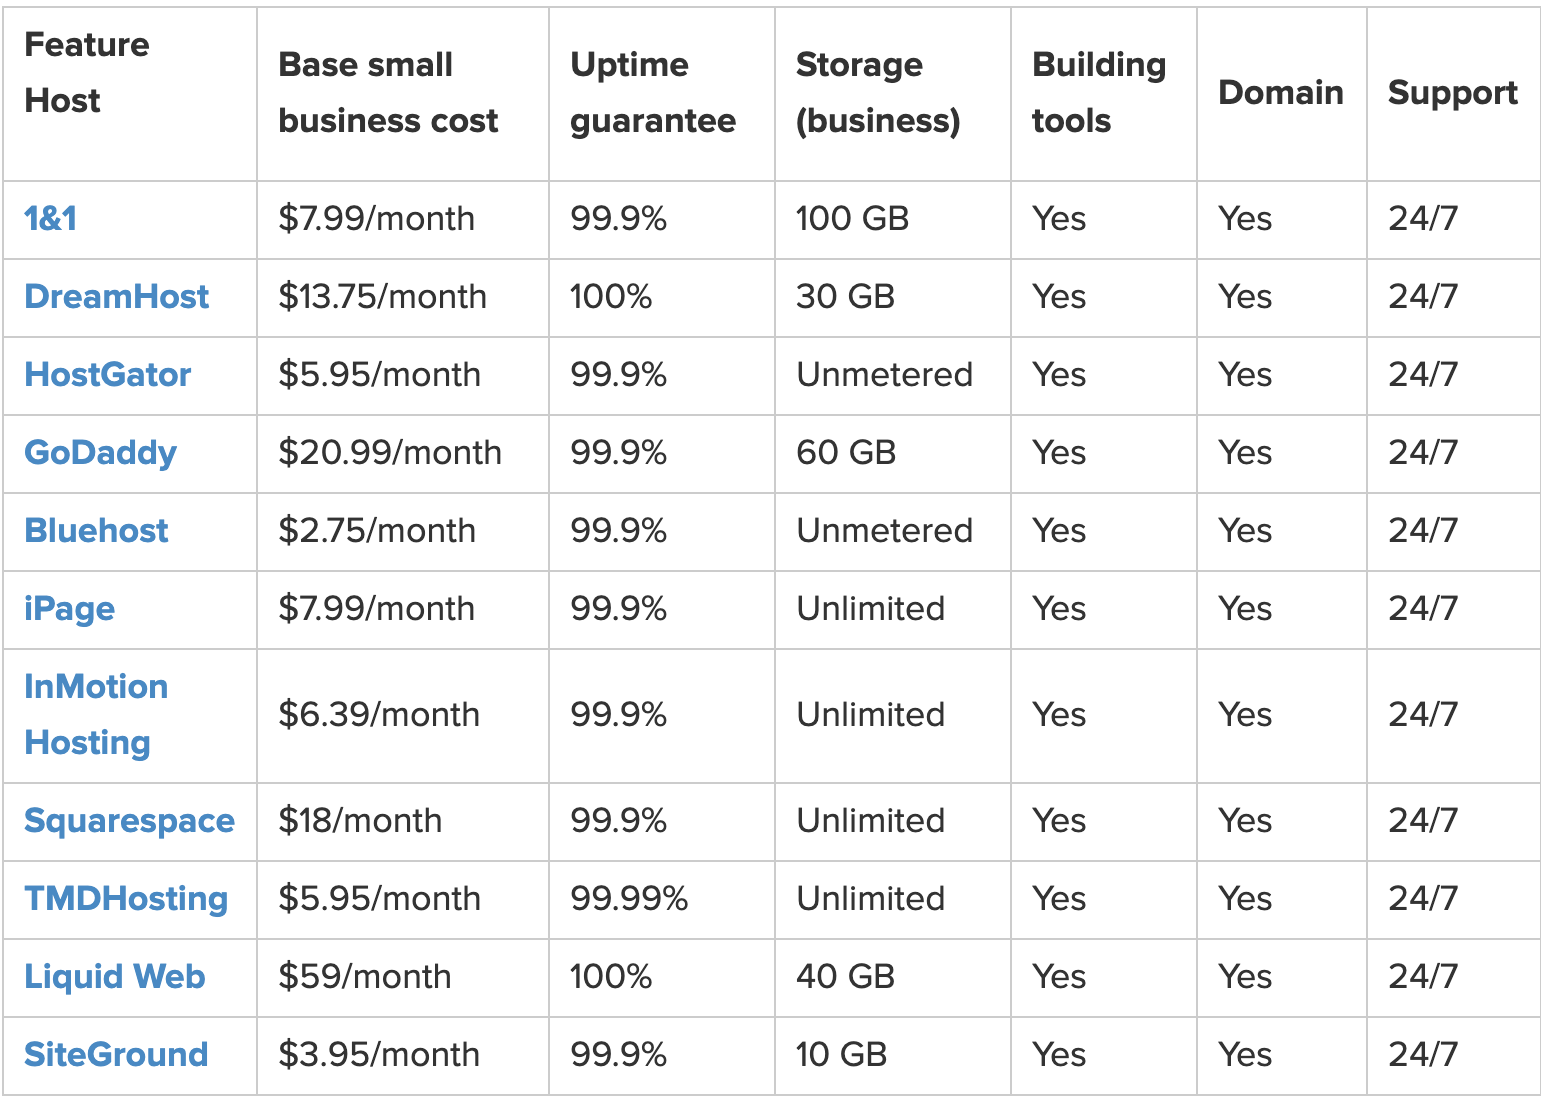 Feature
Host
Base small
business cost
Uptime
guarantee
Storage
(business)
Building
tools
Domain
Support
1&1 $7.99/month 99.9% 100 GB Yes Yes 24/7
DreamHost $13.75/month 100% 30 GB Yes Yes 24/7
HostGator $5.95/month 99.9% Unmetered Yes Yes 24/7
GoDaddy $20.99/month 99.9% 60 GB Yes Yes 24/7
Bluehost $2.75/month 99.9% Unmetered Yes Yes 24/7
iPage $7.99/month 99.9% Unlimited Yes Yes 24/7
InMotion
Hosting $6.39/month 99.9% Unlimited Yes Yes 24/7
Squarespace $18/month 99.9% Unlimited Yes Yes 24/7
TMDHosting $5.95/month 99.99% Unlimited Yes Yes 24/7
Liquid Web $59/month 100% 40 GB Yes Yes 24/7
SiteGround $3.95/month 99.9% 10 GB Yes Yes 24/7